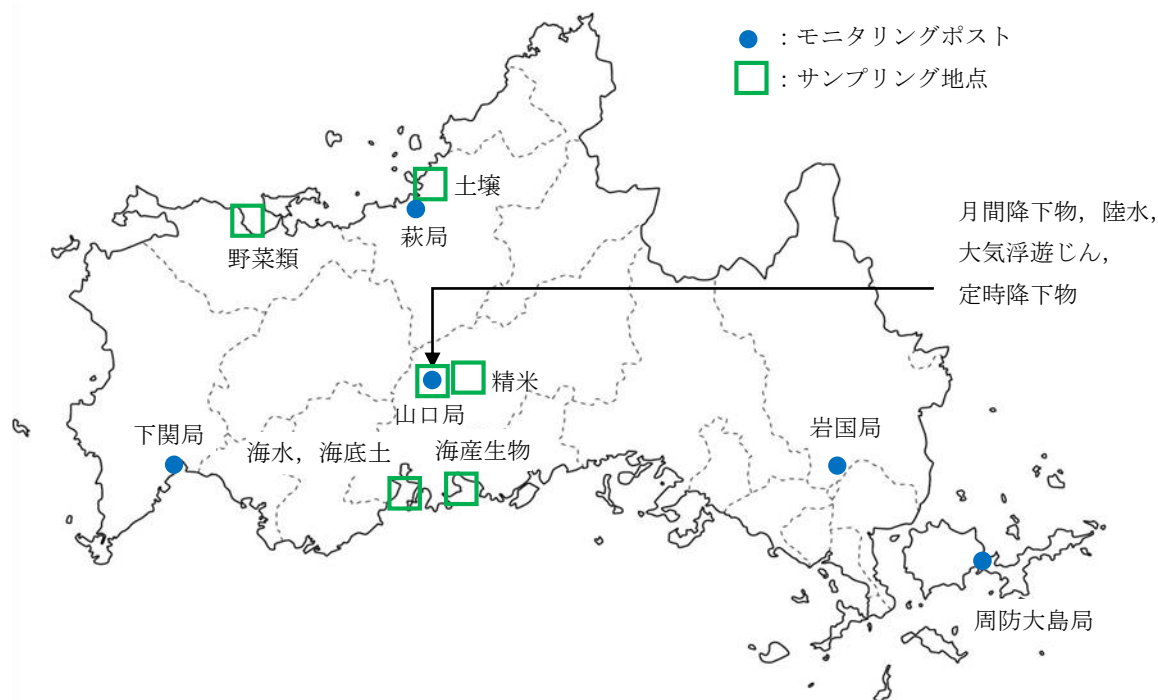 ：モニタリングポスト
：サンプリング地点
土壌
萩局
野菜類
月間降下物，陸水，
大気浮遊じん，
定時降下物
精米
山口局
下関局
海水，海底土
海産生物
岩国局
周防大島局